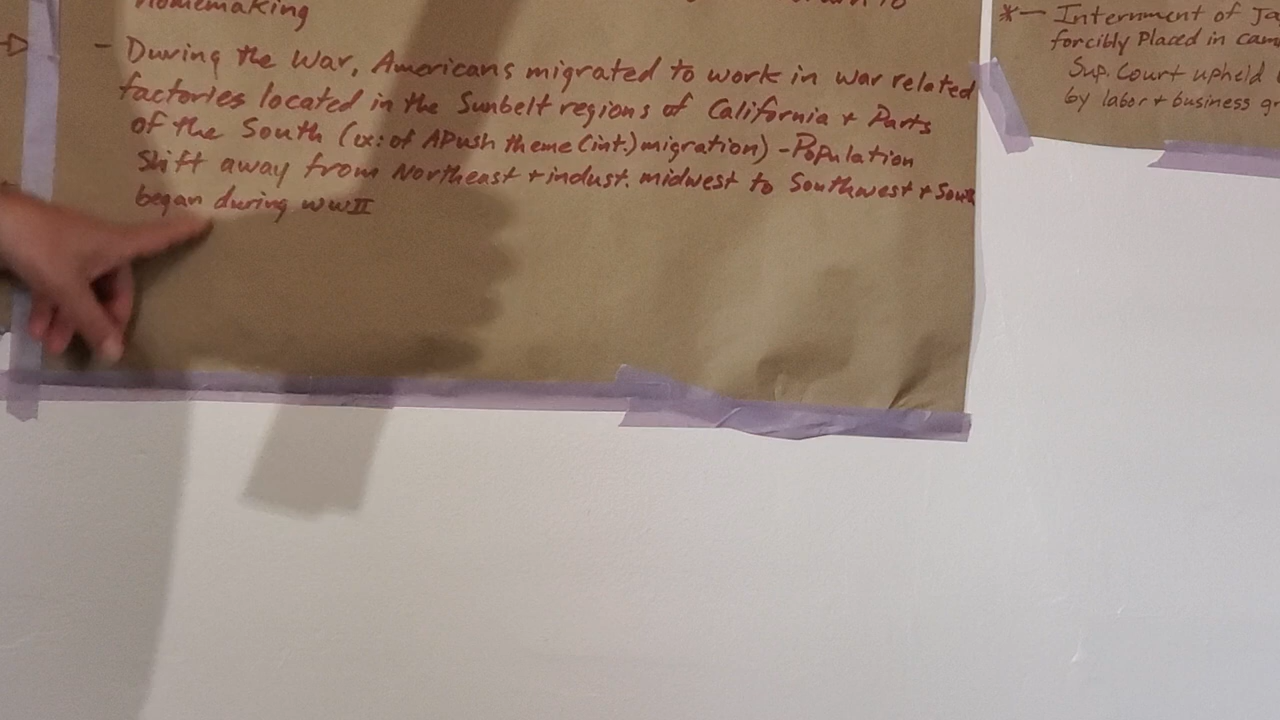 Homemaking
- During the War, Americans migrated to work in war related
factories located in the Sunbelt regions of California + Parts
of the South (ex: of APush theme (int.) migration) - Population
Shift away from Northeast + indust. midwest to Southwest + South
began during WWII
*— Internment of Ja
forcibly Placed in cam
Sup. Court upheld
by labor + business gr